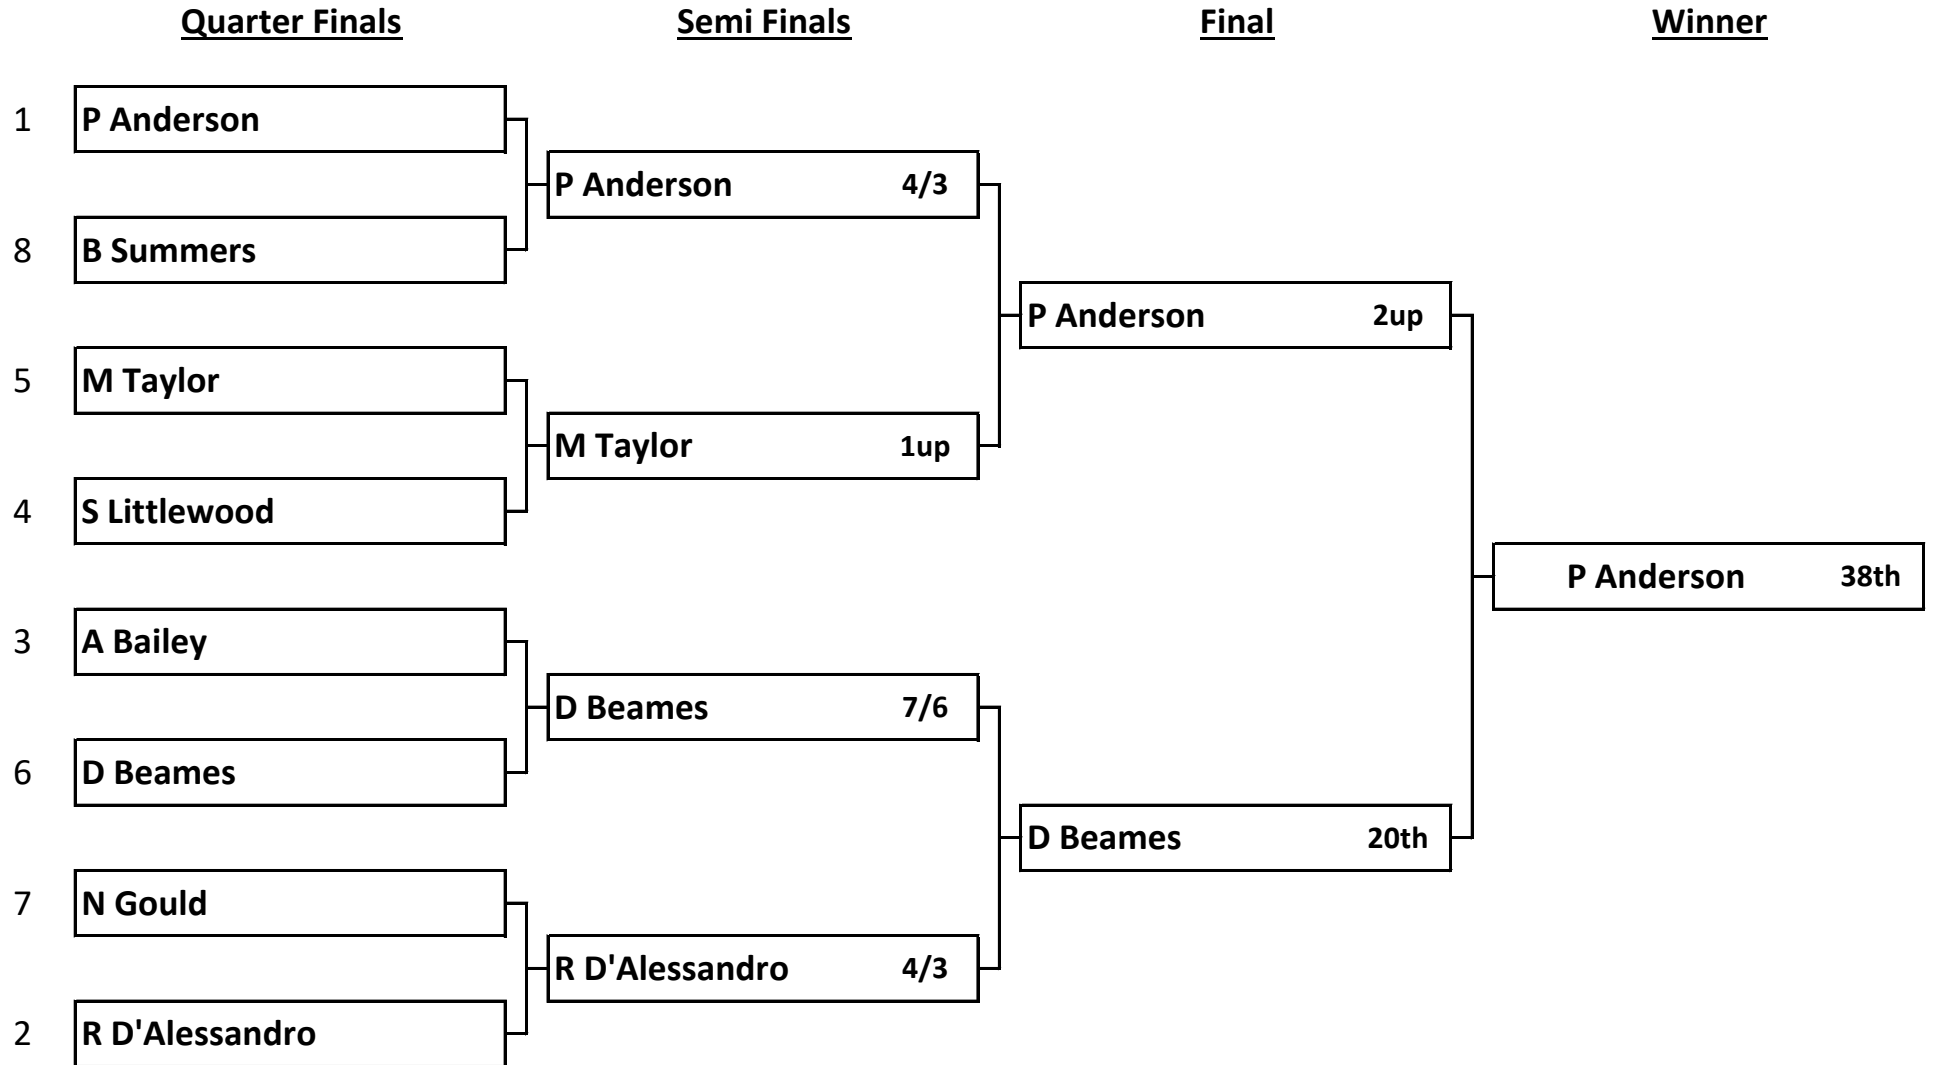 Quarter Finals Semi Finals Final Winner
1 P Anderson
P Anderson 4/3
8 B Summers
P Anderson 2up
5 M Taylor
M Taylor 1up
4 S Littlewood
P Anderson 38th
3 A Bailey
D Beames 7/6
6 D Beames
D Beames 20th
7 N Gould
R D'Alessandro 4/3
2 R D'Alessandro